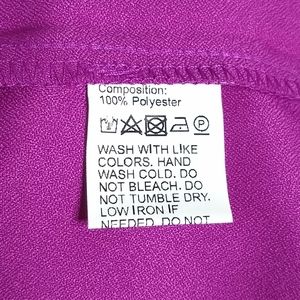 Composition:
100% Polyester
P
WASH WITH LIKE
COLORS. HAND
WASH COLD. DO
NOT BLEACH. DO
NOT TUMBLE DRY.
LOW IRON IF
NEEDED. DO NOT